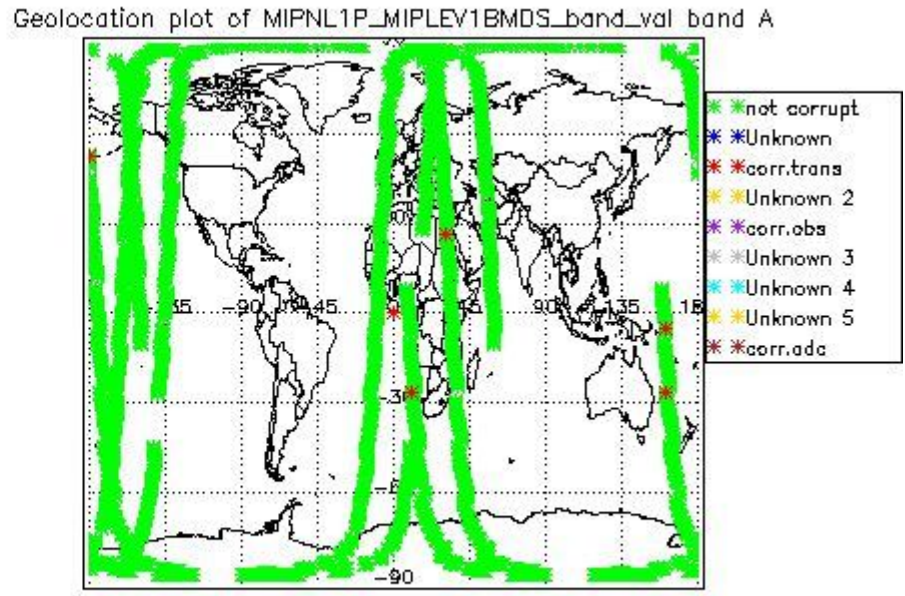 Geolocation plot of MIPNL1P_MIPLEV1BMDS_band_val band A
not corrupt
Unknown
corr.trans
Unknown 2
corr.obs
Unknown 3
Unknown 4
Unknown 5
corr.adc
-90
-45
45
90
135
-90